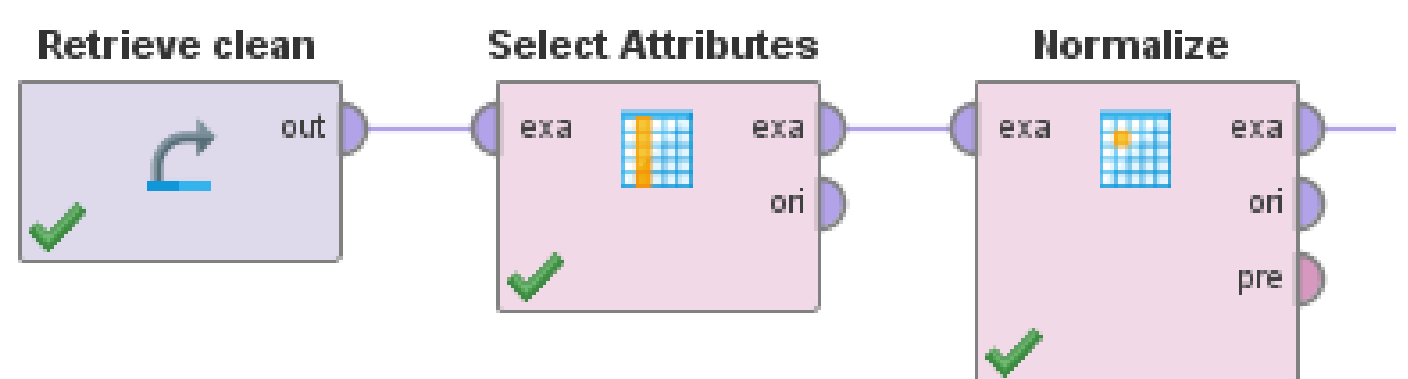 Retrieve clean
Select Attributes
Normalize
out
exa
exa
exa
exa
ori
ori
pre